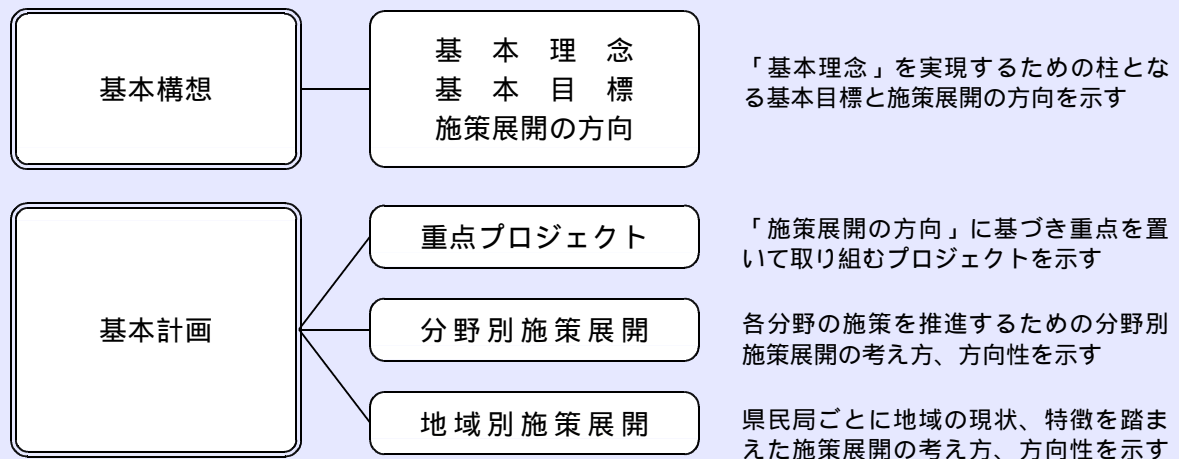 基本構想
基本理念
基本目標
施策展開の方向
「基本理念」を実現するための柱とな
る基本目標と施策展開の方向を示す
基本計画
重点プロジェクト
「施策展開の方向」に基づき重点を置
いて取り組むプロジェクトを示す
分野別施策展開
各分野の施策を推進するための分野別
施策展開の考え方、方向性を示す
地域別施策展開
県民局ごとに地域の現状、特徴を踏ま
えた施策展開の考え方、方向性を示す